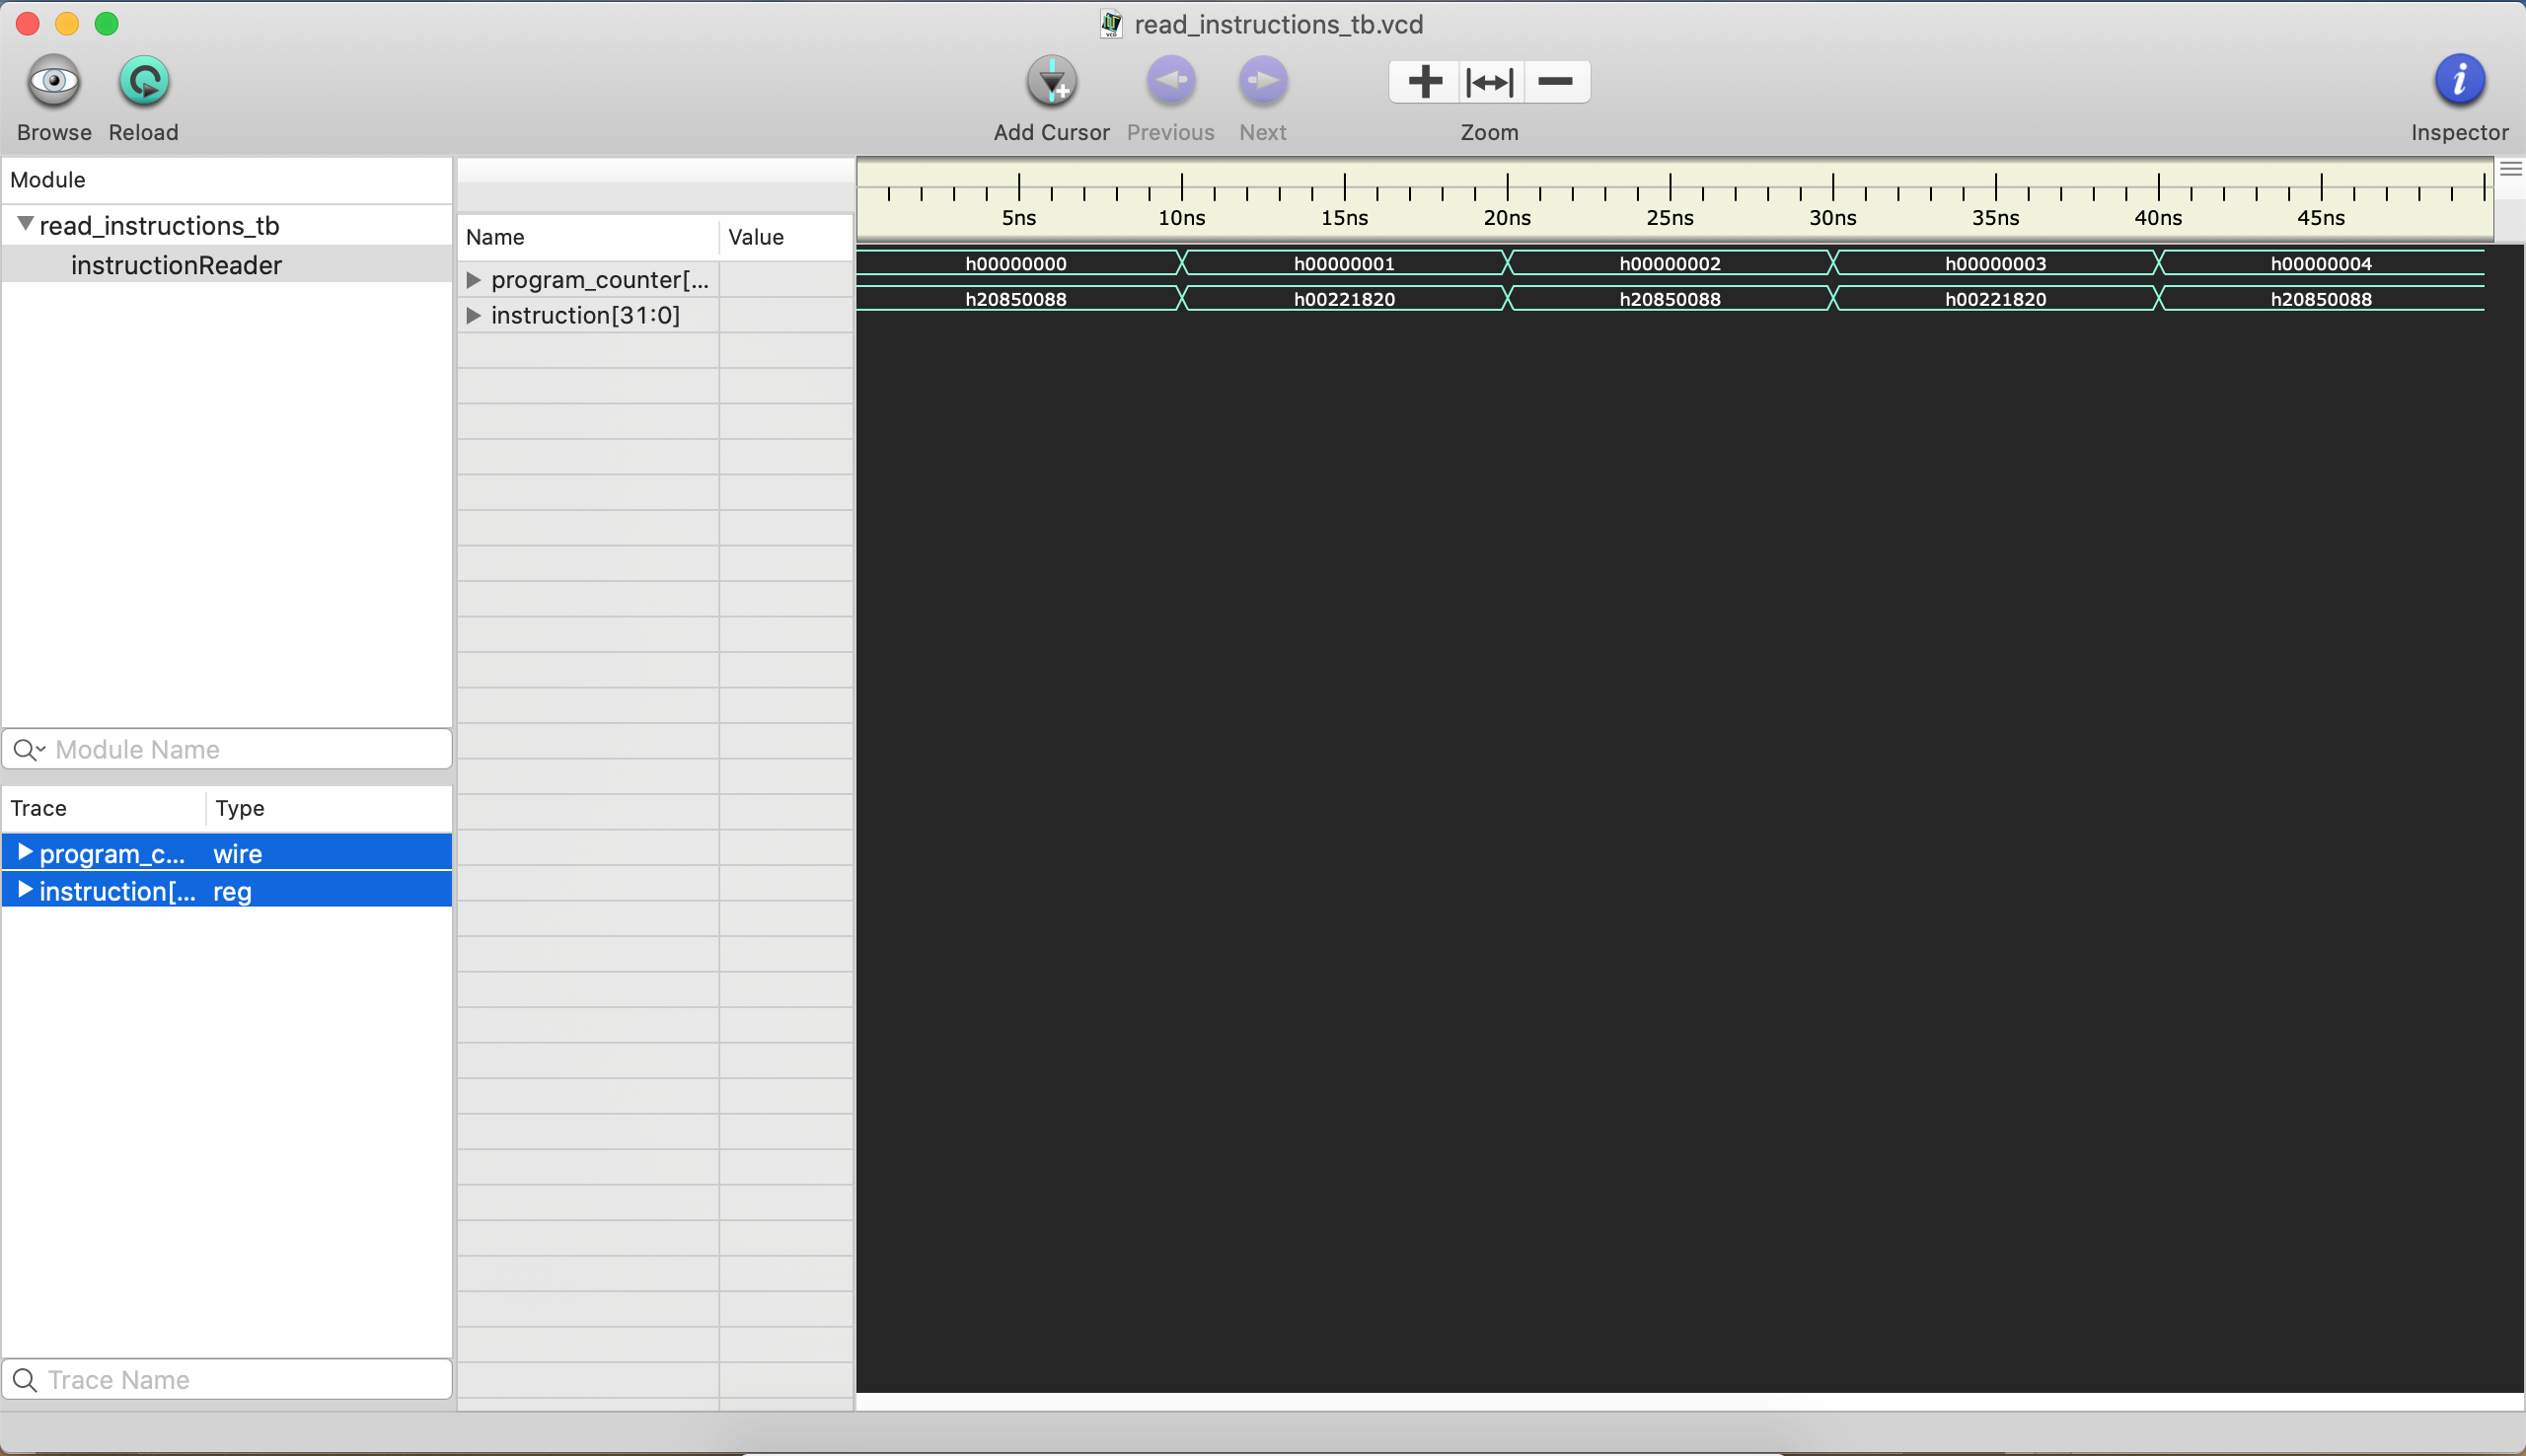 read_instructions_tb.vcd
Browse Reload Add Cursor Previous Next Zoom Inspector
Module
read_instructions_tb
instructionReader
Module Name
Trace Type
program_c... wire
instruction[... reg
Trace Name
Name Value
program_counter[...
instruction[31:0]
5ns 10ns 15ns 20ns 25ns 30ns 35ns 40ns 45ns
h00000000 h00000001 h00000002 h00000003 h00000004
h20850088 h00221820 h20850088 h00221820 h20850088